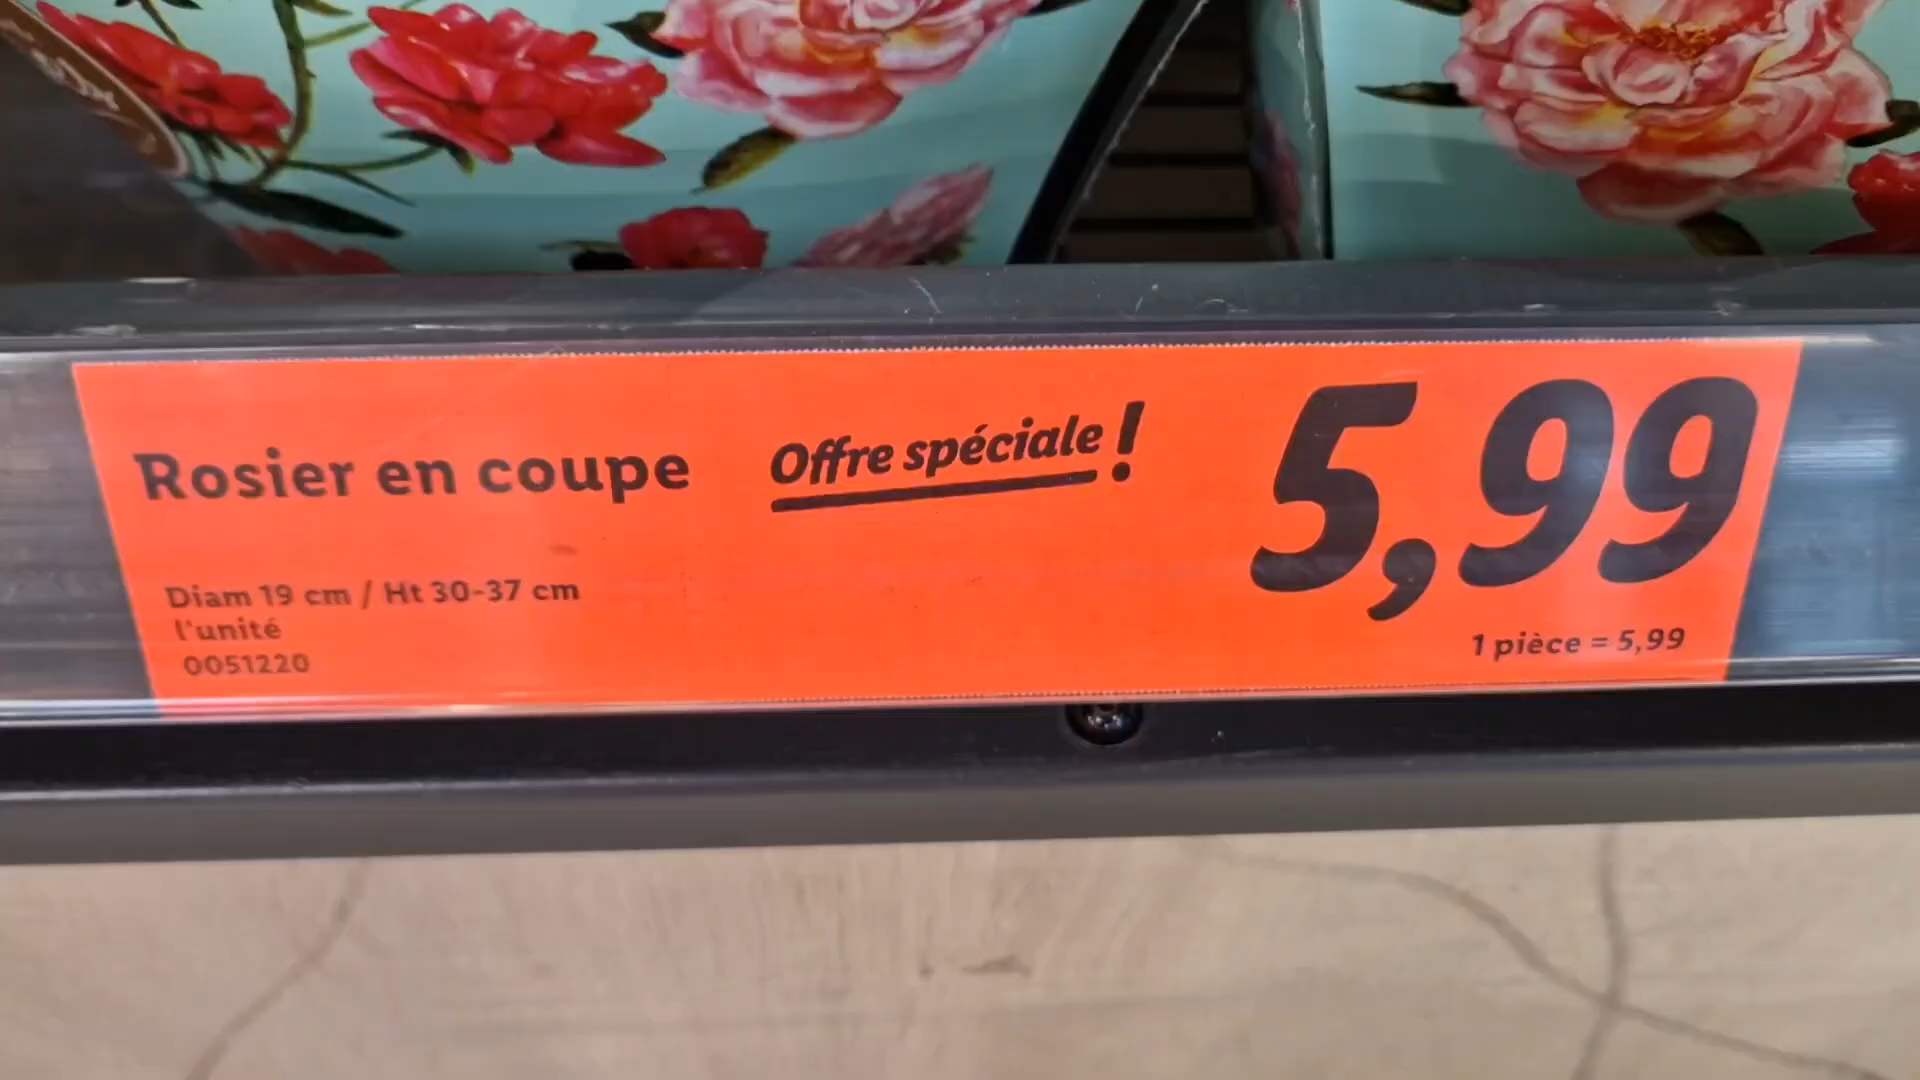 Rosier en coupe
Offre spéciale !
5,99
Diam 19 cm / Ht 30-37 cm
l'unité
0051220
1 pièce = 5,99